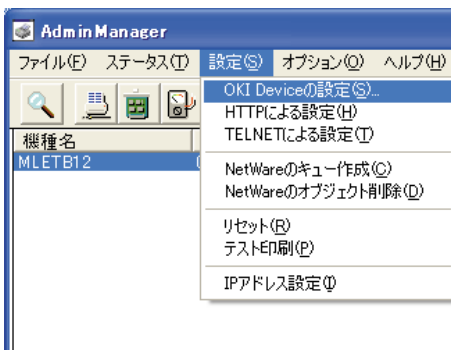 AdminManager
ファイル(F) ステータス(T) 設定(S) オプション(O) ヘルプ(H)
OKI Deviceの設定(S)...
HTTPによる設定(H)
TELNETによる設定(T)
機種名
MLETB12
NetWareのキュー作成(C)
NetWareのオブジェクト削除(D)
リセット(R)
テスト印刷(P)
IPアドレス設定(I)